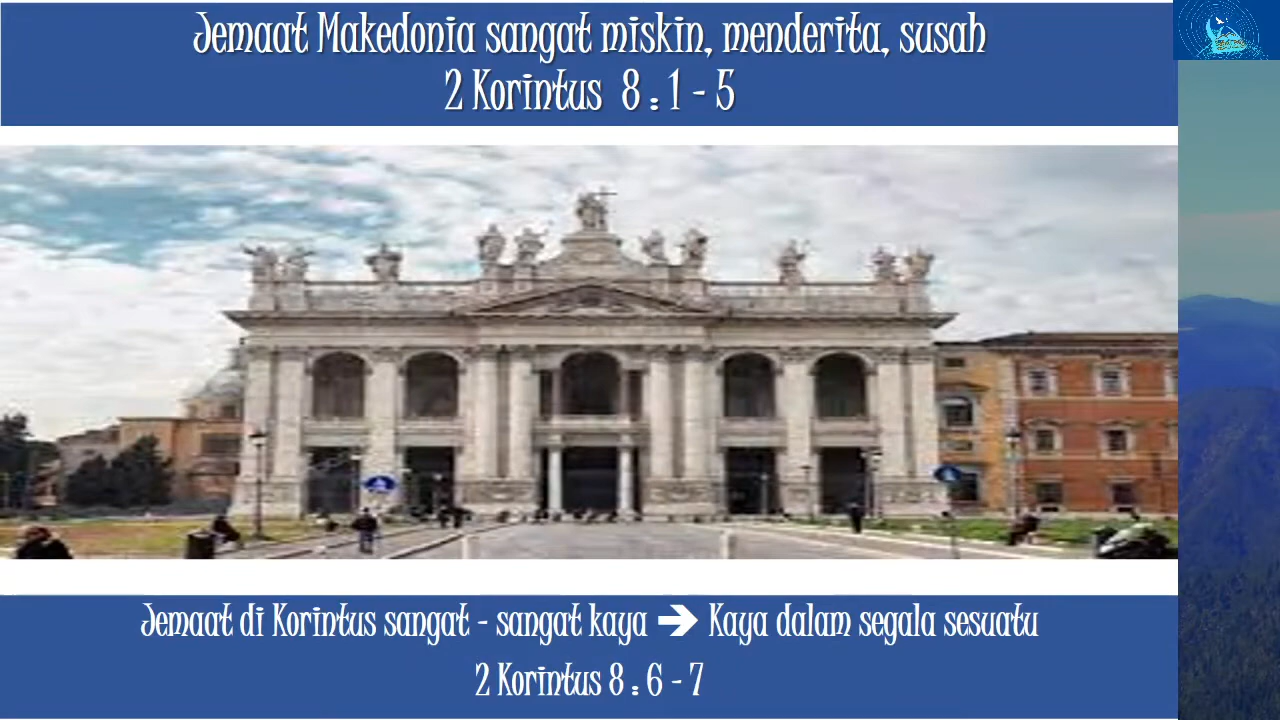 Jemaat Makedonia sangat miskin, menderita, susah
2 Korintus 8 : 1 - 5
Jemaat di Korintus sangat - sangat kaya ➔ Kaya dalam segala sesuatu
2 Korintus 8 : 6 - 7